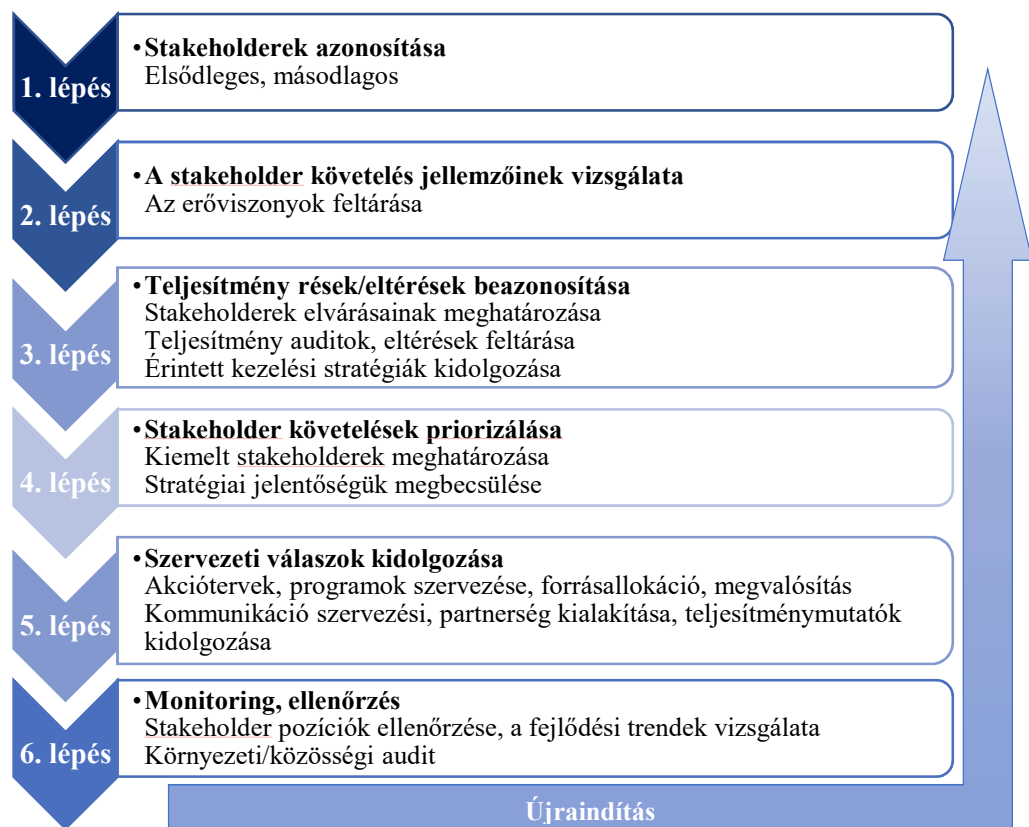 1. lépés
•Stakeholderek azonosítása
Elsődleges, másodlagos
2. lépés
•A stakeholder követelés jellemzőinek vizsgálata
Az erőviszonyok feltárása
3. lépés
•Teljesítmény rések/eltérések beazonosítása
Stakeholderek elvárásainak meghatározása
Teljesítmény auditok, eltérések feltárása
Érintett kezelési stratégiák kidolgozása
4. lépés
•Stakeholder követelések priorizálása
Kiemelt stakeholderek meghatározása
Stratégiai jelentőségük megbecsülése
5. lépés
•Szervezeti válaszok kidolgozása
Akciótervek, programok szervezése, forrásallokáció, megvalósítás
Kommunikáció szervezési, partnerség kialakítása, teljesítménymutatók
kidolgozása
6. lépés
•Monitoring, ellenőrzés
Stakeholder pozíciók ellenőrzése, a fejlődési trendek vizsgálata
Környezeti/közösségi audit
Újraindítás